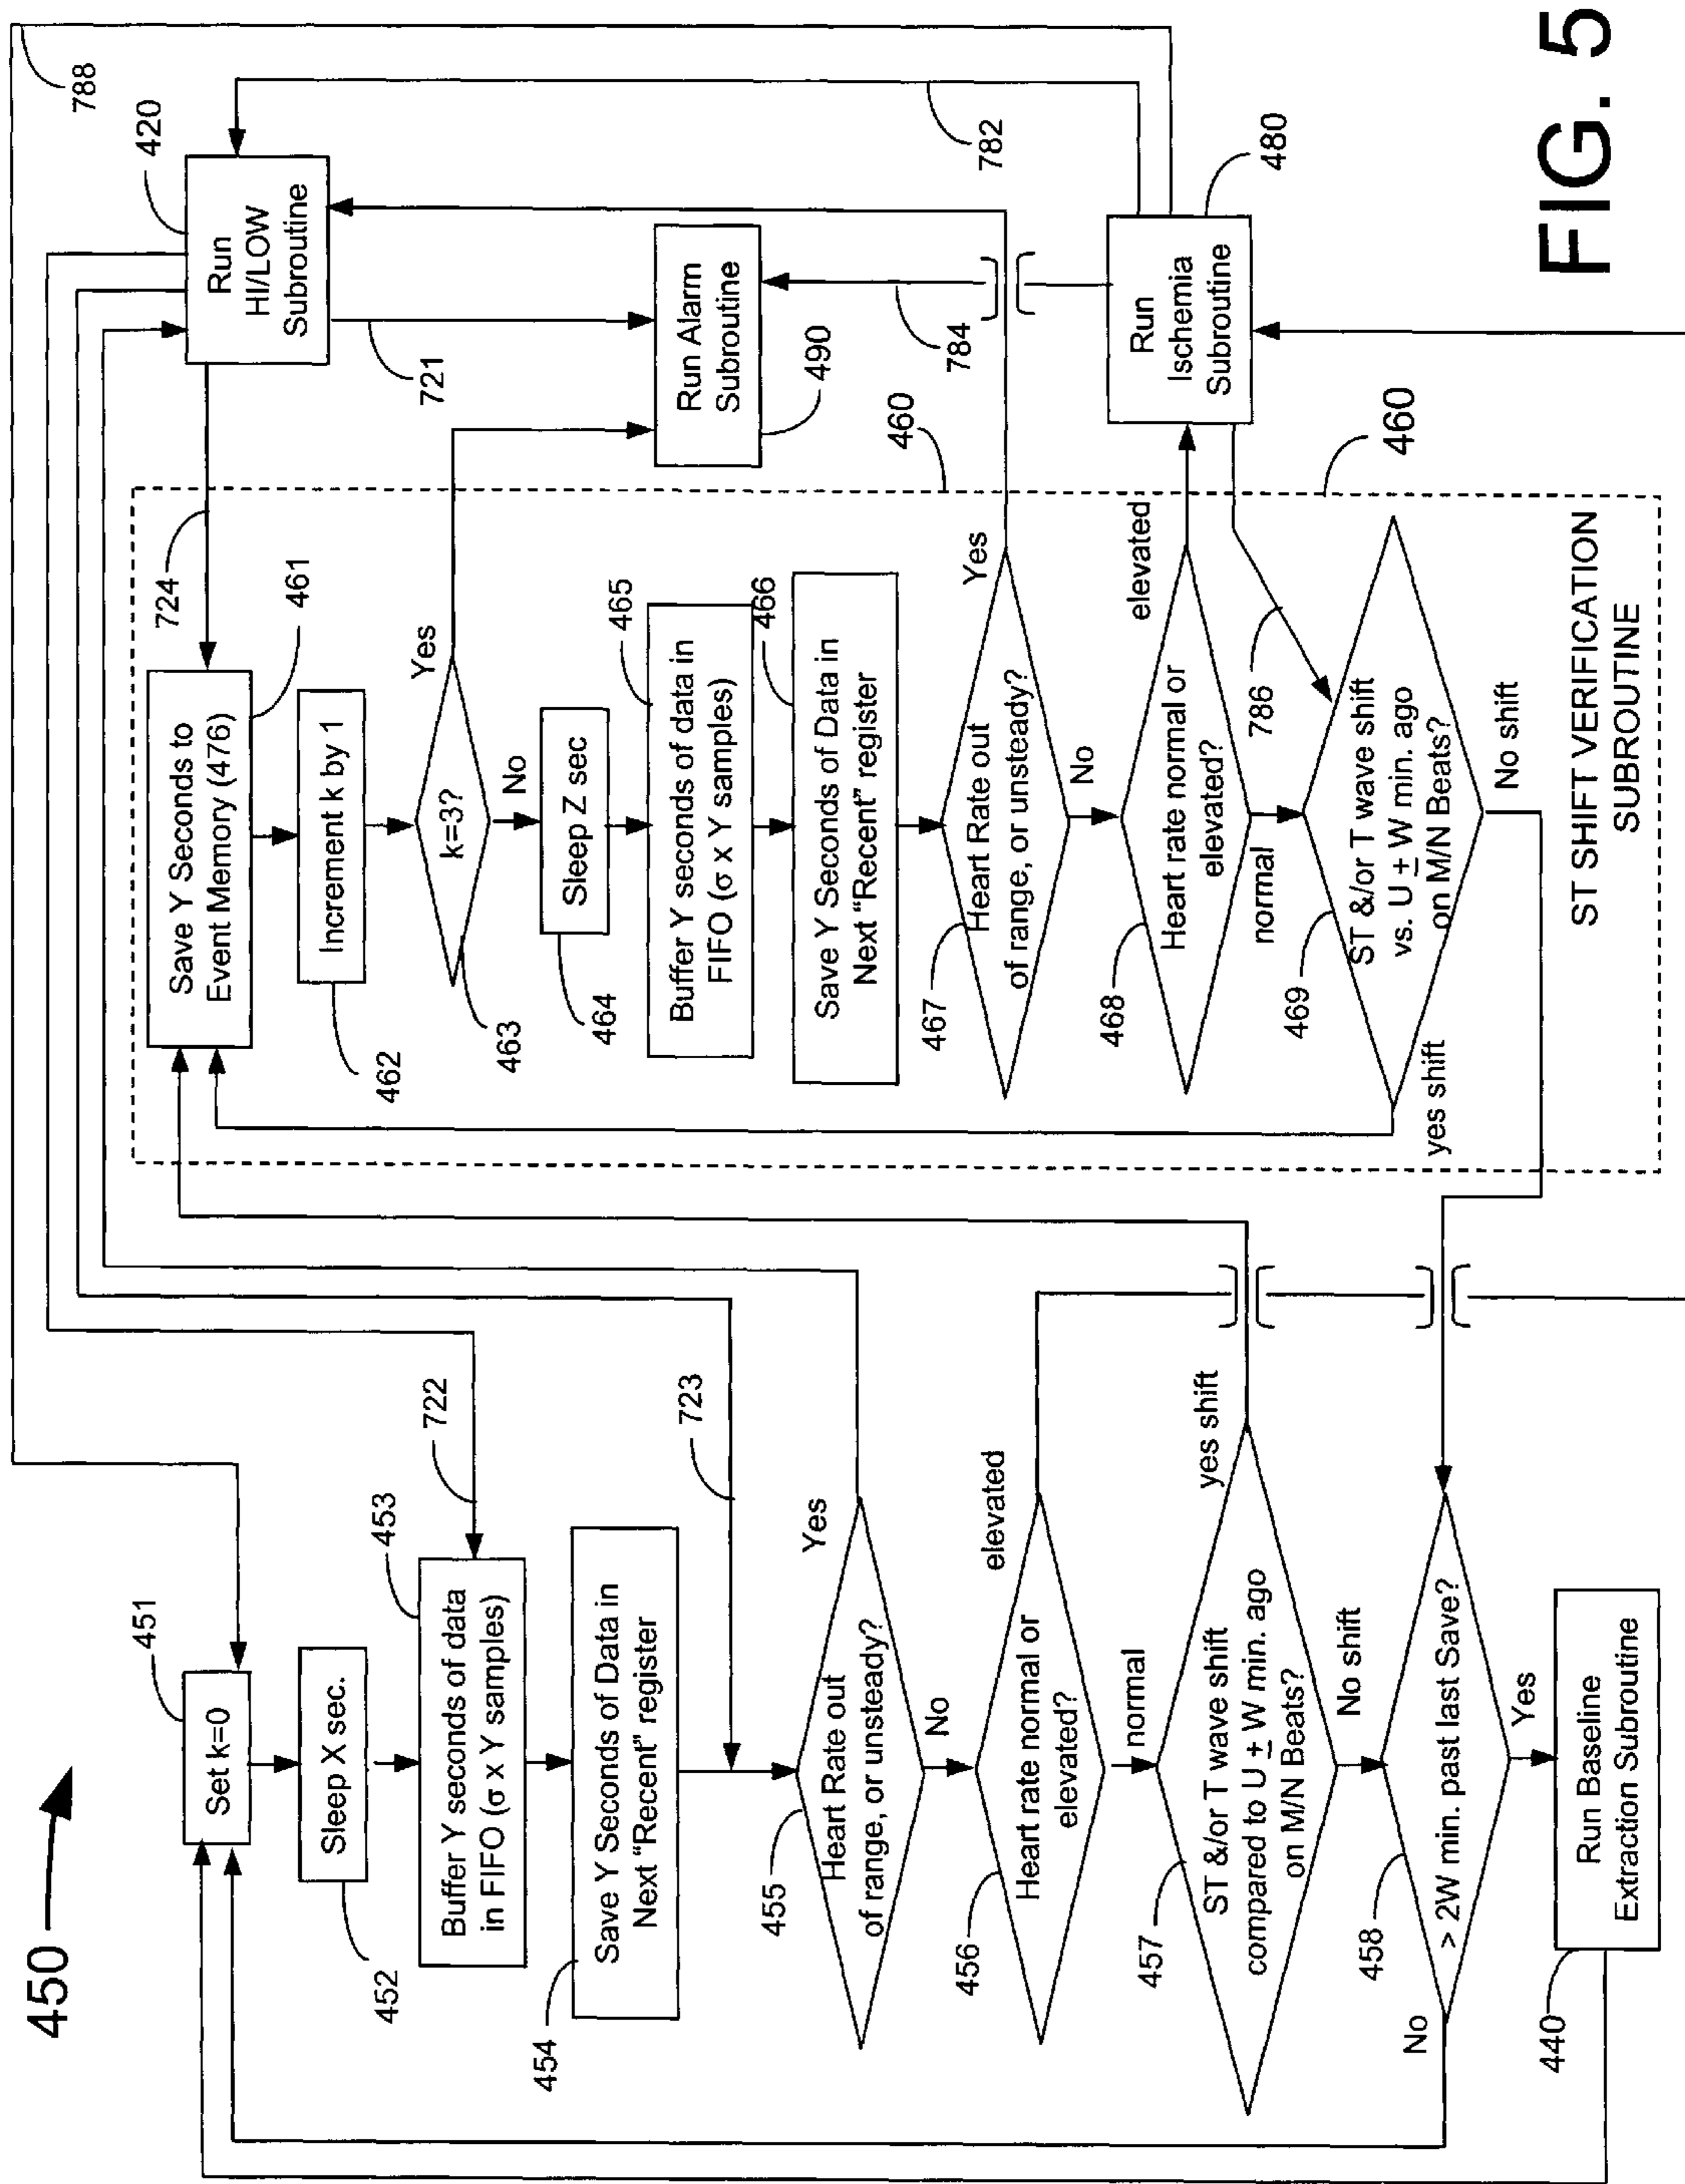 450
451
Set k=0
Sleep X sec.
452
453
Buffer Y seconds of data
in FIFO (σ x Y samples)
722
454
Save Y Seconds of Data in
Next "Recent" register
723
455
Heart Rate out
of range, or unsteady?
Yes
No
456
Heart rate normal or
elevated?
elevated
normal
457
ST &/or T wave shift
compared to U ± W min. ago
on M/N Beats?
yes shift
No shift
458
> 2W min. past last Save?
No
Yes
440
Run Baseline
Extraction Subroutine
724
461
Save Y Seconds to
Event Memory (476)
462
Increment k by 1
463
k=3?
Yes
No
464
Sleep Z sec
465
Buffer Y seconds of data in
FIFO (σ x Y samples)
466
Save Y Seconds of Data in
Next "Recent" register
467
Heart Rate out
of range, or unsteady?
Yes
No
468
Heart rate normal or
elevated?
elevated
normal
469
ST &/or T wave shift
vs. U ± W min. ago
on M/N Beats?
yes shift
No shift
786
ST SHIFT VERIFICATION
SUBROUTINE
460
460
788
420
Run
HI/LOW
Subroutine
721
Run Alarm
Subroutine
490
784
782
Run
Ischemia
Subroutine
480
FIG. 5